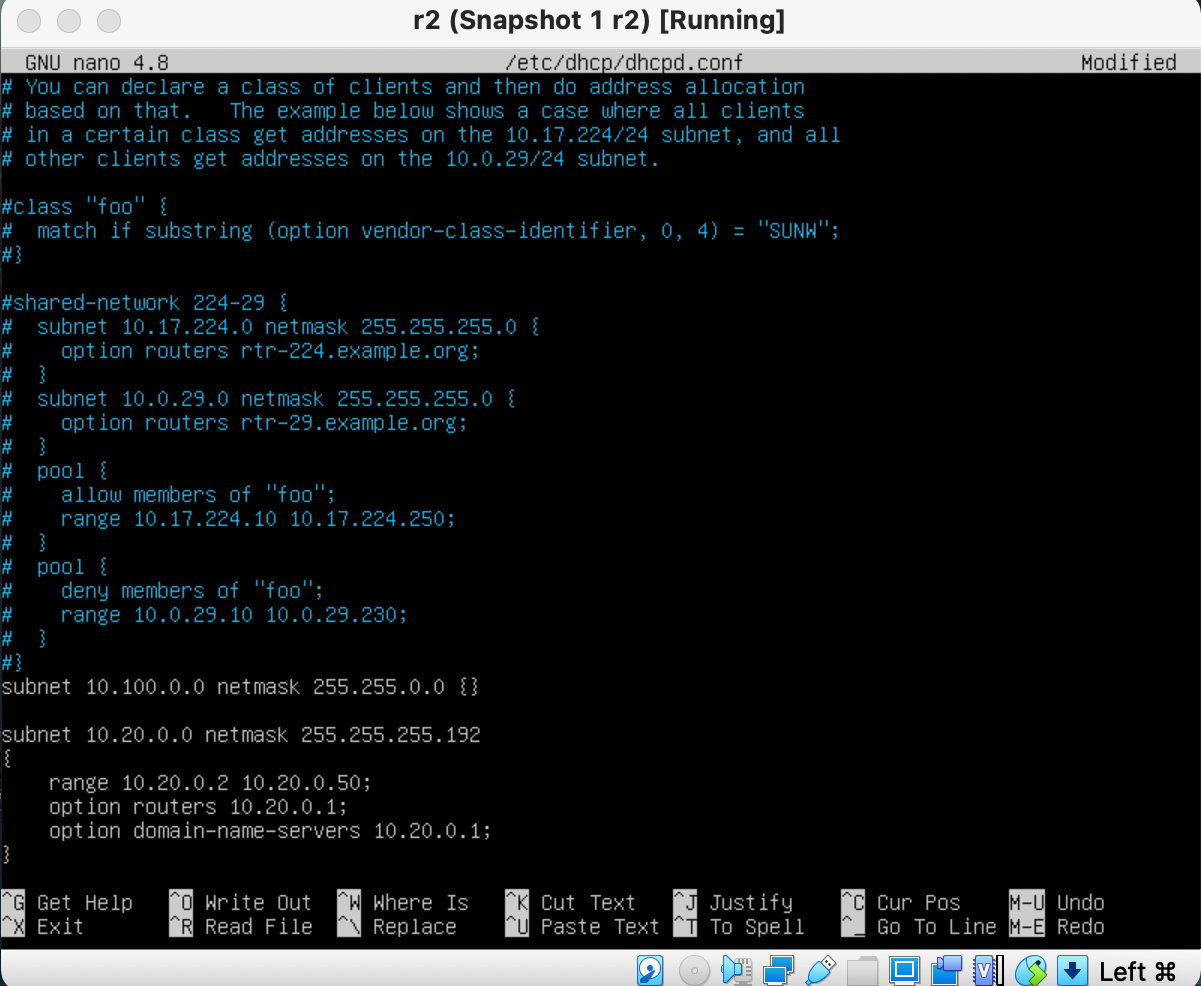 r2 (Snapshot 1 r2) [Running]
GNU nano 4.8 /etc/dhcp/dhcpd.conf Modified
# You can declare a class of clients and then do address allocation
# based on that.   The example below shows a case where all clients
# in a certain class get addresses on the 10.17.224/24 subnet, and all
# other clients get addresses on the 10.0.29/24 subnet.

#class "foo" {
#  match if substring (option vendor-class-identifier, 0, 4) = "SUNW";
#}

#shared-network 224-29 {
#  subnet 10.17.224.0 netmask 255.255.255.0 {
#    option routers rtr-224.example.org;
#  }
#  subnet 10.0.29.0 netmask 255.255.255.0 {
#    option routers rtr-29.example.org;
#  }
#  pool {
#    allow members of "foo";
#    range 10.17.224.10 10.17.224.250;
#  }
#  pool {
#    deny members of "foo";
#    range 10.0.29.10 10.0.29.230;
#  }
#}
subnet 10.100.0.0 netmask 255.255.0.0 {}

subnet 10.20.0.0 netmask 255.255.255.192
{
    range 10.20.0.2 10.20.0.50;
    option routers 10.20.0.1;
    option domain-name-servers 10.20.0.1;
}

^G Get Help ^O Write Out ^W Where Is ^K Cut Text ^J Justify ^C Cur Pos M-U Undo
^X Exit ^R Read File ^\ Replace ^U Paste Text ^T To Spell ^_ Go To Line M-E Redo
Left ⌘